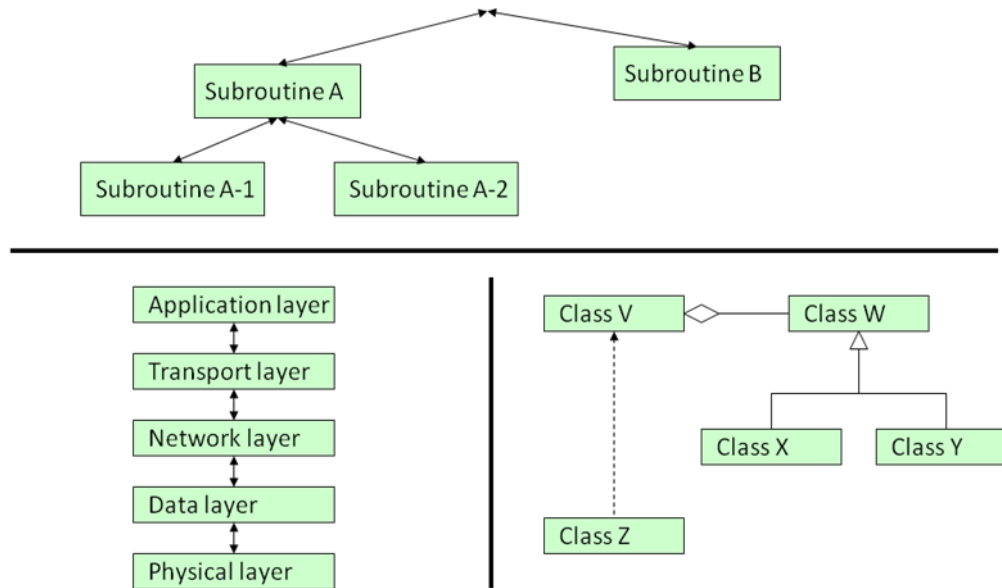 Subroutine A
Subroutine B
Subroutine A-1
Subroutine A-2
Application layer
Transport layer
Network layer
Data layer
Physical layer
Class V
Class W
Class X
Class Y
Class Z